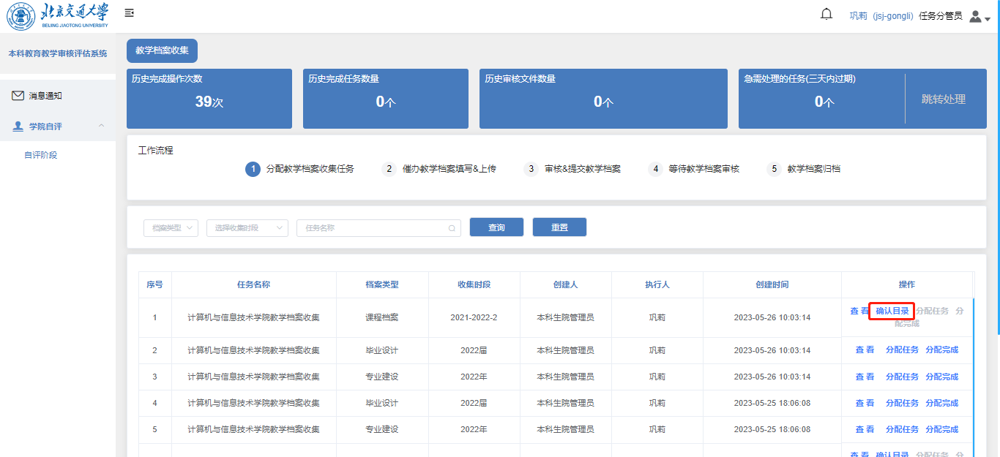 北京交通大学
BEIJING JIAOTONG UNIVERSITY
巩莉 (jsj-gongli) 任务分管员
本科教育教学审核评估系统
消息通知
学院自评
自评阶段
教学档案收集
历史完成操作次数
39次
历史完成任务数量
0个
历史审核文件数量
0个
急需处理的任务(三天内过期)
0个
跳转处理
工作流程
1 分配教学档案收集任务 2 催办教学档案填写&上传 3 审核&提交教学档案 4 等待教学档案审核 5 教学档案归档
档案类型 选择收集时段 任务名称 查询 重置
序号 任务名称 档案类型 收集时段 创建人 执行人 创建时间 操作
1 计算机与信息技术学院教学档案收集 课程档案 2021-2022-2 本科生院管理员 巩莉 2023-05-26 10:03:14 查看 确认目录 分配任务 分
配完成
2 计算机与信息技术学院教学档案收集 毕业设计 2022届 本科生院管理员 巩莉 2023-05-26 10:03:14 查看 分配任务 分配完成
3 计算机与信息技术学院教学档案收集 专业建设 2022年 本科生院管理员 巩莉 2023-05-26 10:03:14 查看 分配任务 分配完成
4 计算机与信息技术学院教学档案收集 毕业设计 2022届 本科生院管理员 巩莉 2023-05-25 18:06:08 查看 分配任务 分配完成
5 计算机与信息技术学院教学档案收集 专业建设 2022年 本科生院管理员 巩莉 2023-05-25 18:06:08 查看 分配任务 分配完成
查看 确认目录 分配任务 分